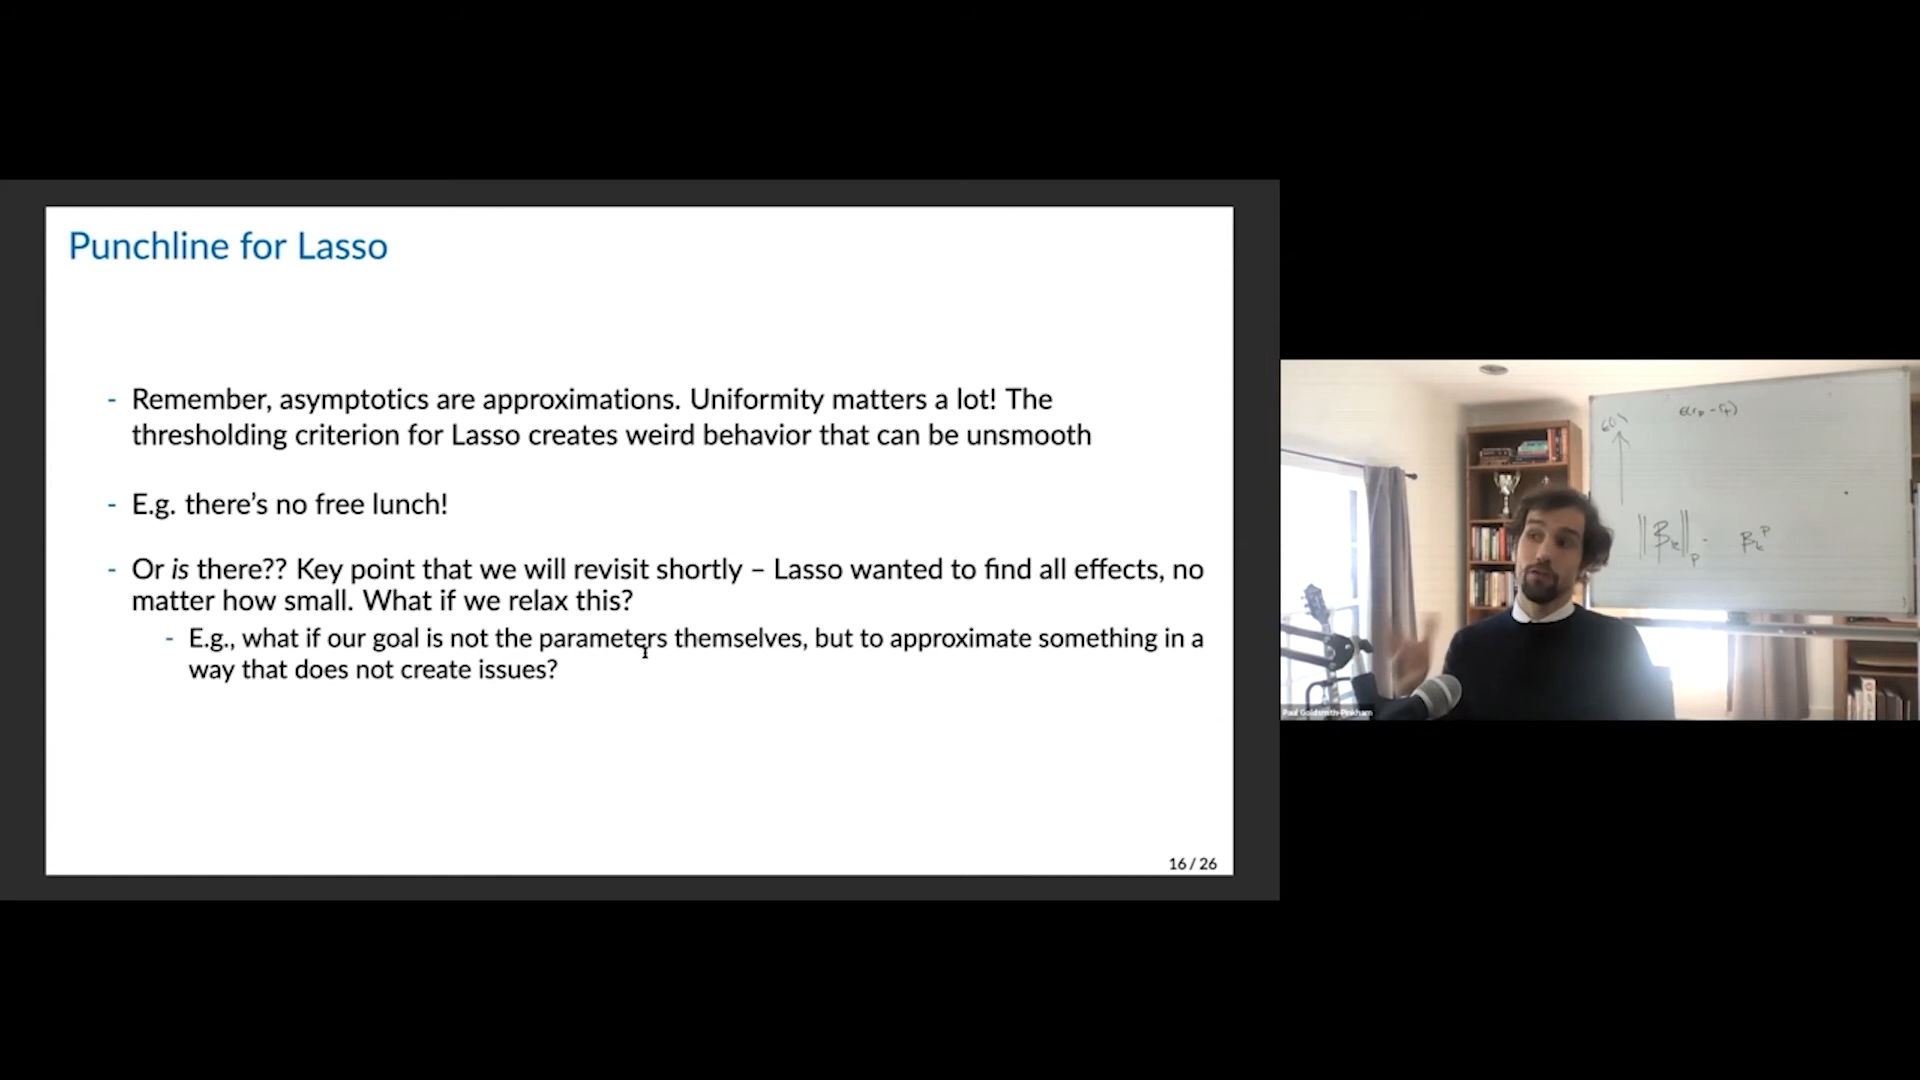 Punchline for Lasso
- Remember, asymptotics are approximations. Uniformity matters a lot! The
thresholding criterion for Lasso creates weird behavior that can be unsmooth
- E.g. there's no free lunch!
- Or is there?? Key point that we will revisit shortly – Lasso wanted to find all effects, no
matter how small. What if we relax this?
- E.g., what if our goal is not the parameters themselves, but to approximate something in a
way that does not create issues?
16 / 26
Paul Goldsmith-Pinkham